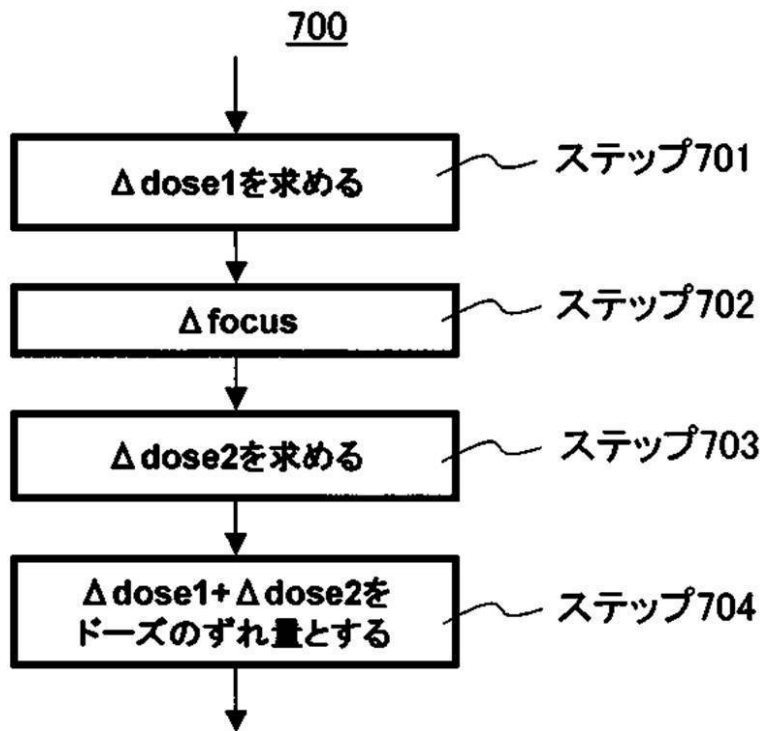 700
Δdose1を求める
ステップ701
Δfocus
ステップ702
Δdose2を求める
ステップ703
Δdose1+Δdose2を
ドーズのずれ量とする
ステップ704